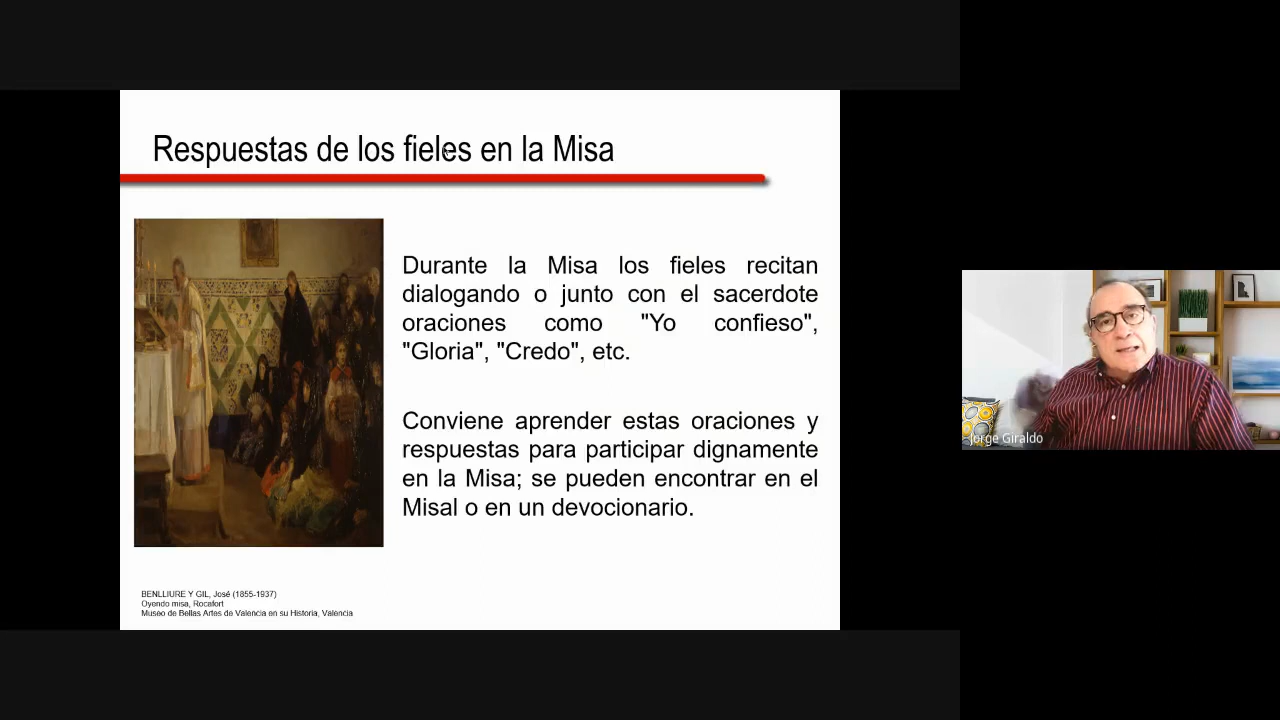 Respuestas de los fieles en la Misa
Durante la Misa los fieles recitan
dialogando o junto con el sacerdote
oraciones como "Yo confieso",
"Gloria", "Credo", etc.
Conviene aprender estas oraciones y
respuestas para participar dignamente
en la Misa; se pueden encontrar en el
Misal o en un devocionario.
BENLLIURE Y GIL, José (1855-1937)
Oyendo misa, Rocafort
Museo de Bellas Artes de Valencia en su Historia, Valencia
Jorge Giraldo